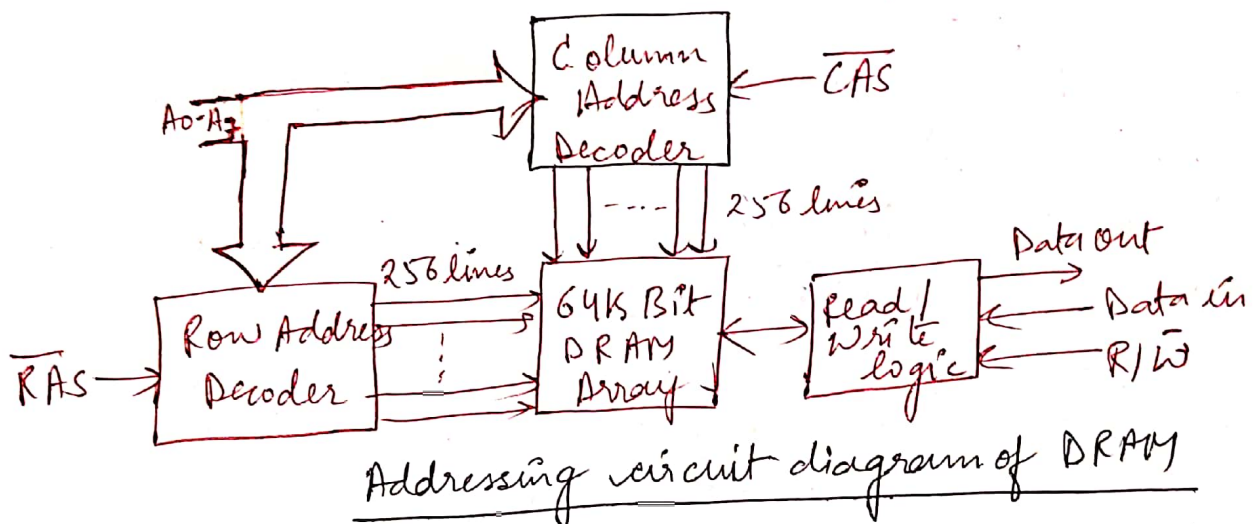 Column
Address
Decoder
CAS
A0-A7
256 lines
Data out
256 lines
Row Address
Decoder
RAS
64K Bit
DRAM
Array
Read/
Write
logic
Data in
R/W̅
Addressing circuit diagram of DRAM